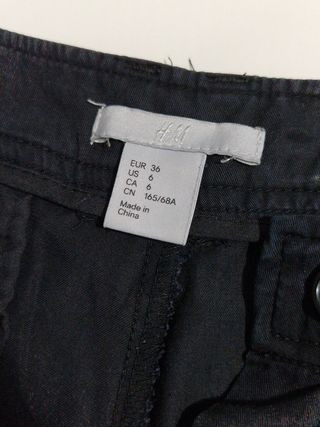 H&M
EUR 36
US 6
CA 6
CN 165/68A
Made in
China